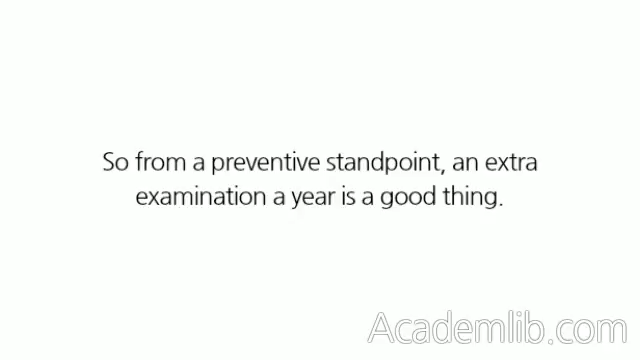 So from a preventive standpoint, an extra
examination a year is a good thing.
Academlib.com